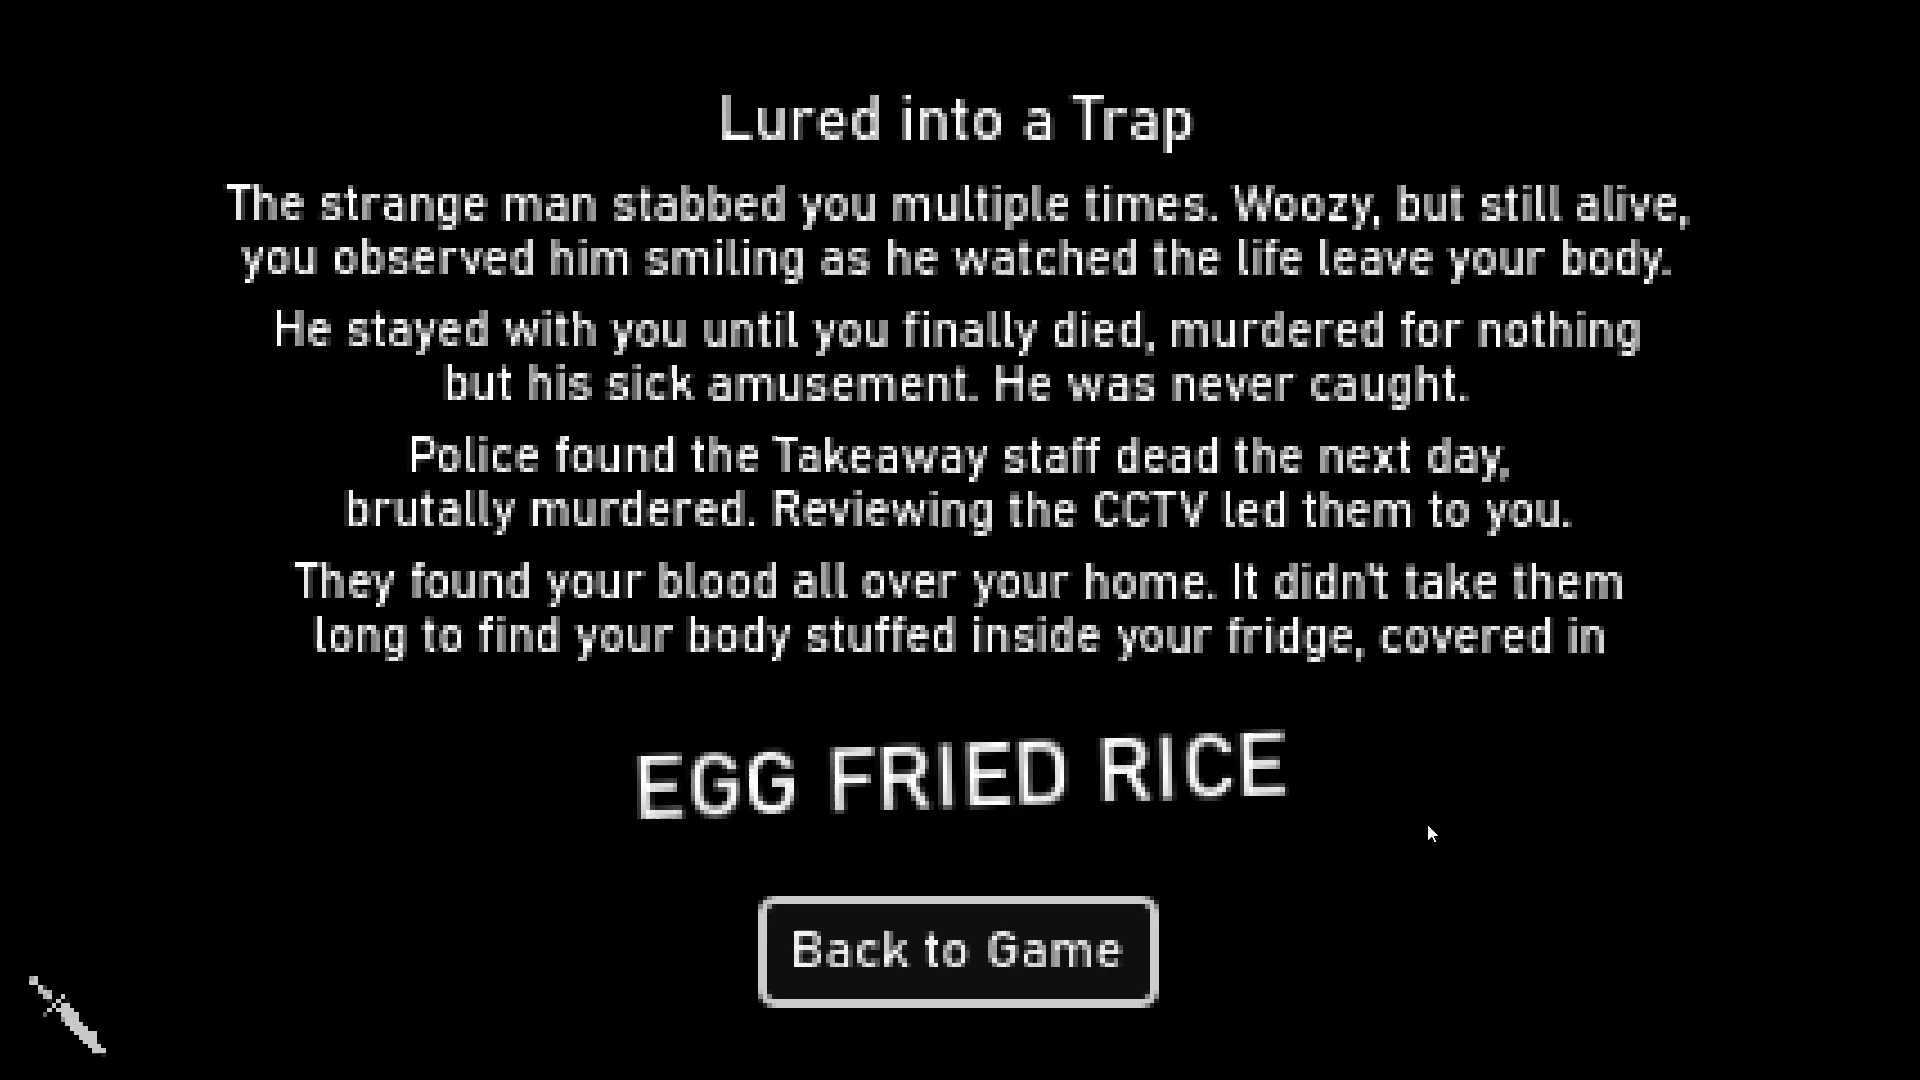 Lured into a Trap
The strange man stabbed you multiple times. Woozy, but still alive,
you observed him smiling as he watched the life leave your body.
He stayed with you until you finally died, murdered for nothing
but his sick amusement. He was never caught.
Police found the Takeaway staff dead the next day,
brutally murdered. Reviewing the CCTV led them to you.
They found your blood all over your home. It didn't take them
long to find your body stuffed inside your fridge, covered in
EGG FRIED RICE
Back to Game